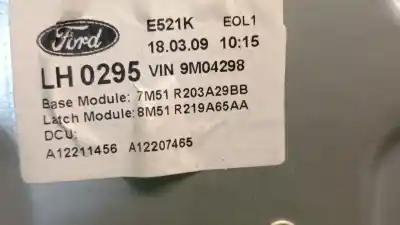 Ford E521K EOL1
18.03.09 10:15
LH 0295 VIN 9M04298
Base Module: 7M51 R203A29BB
Latch Module: 8M51 R219A65AA
DCU:
A12211456 A12207465